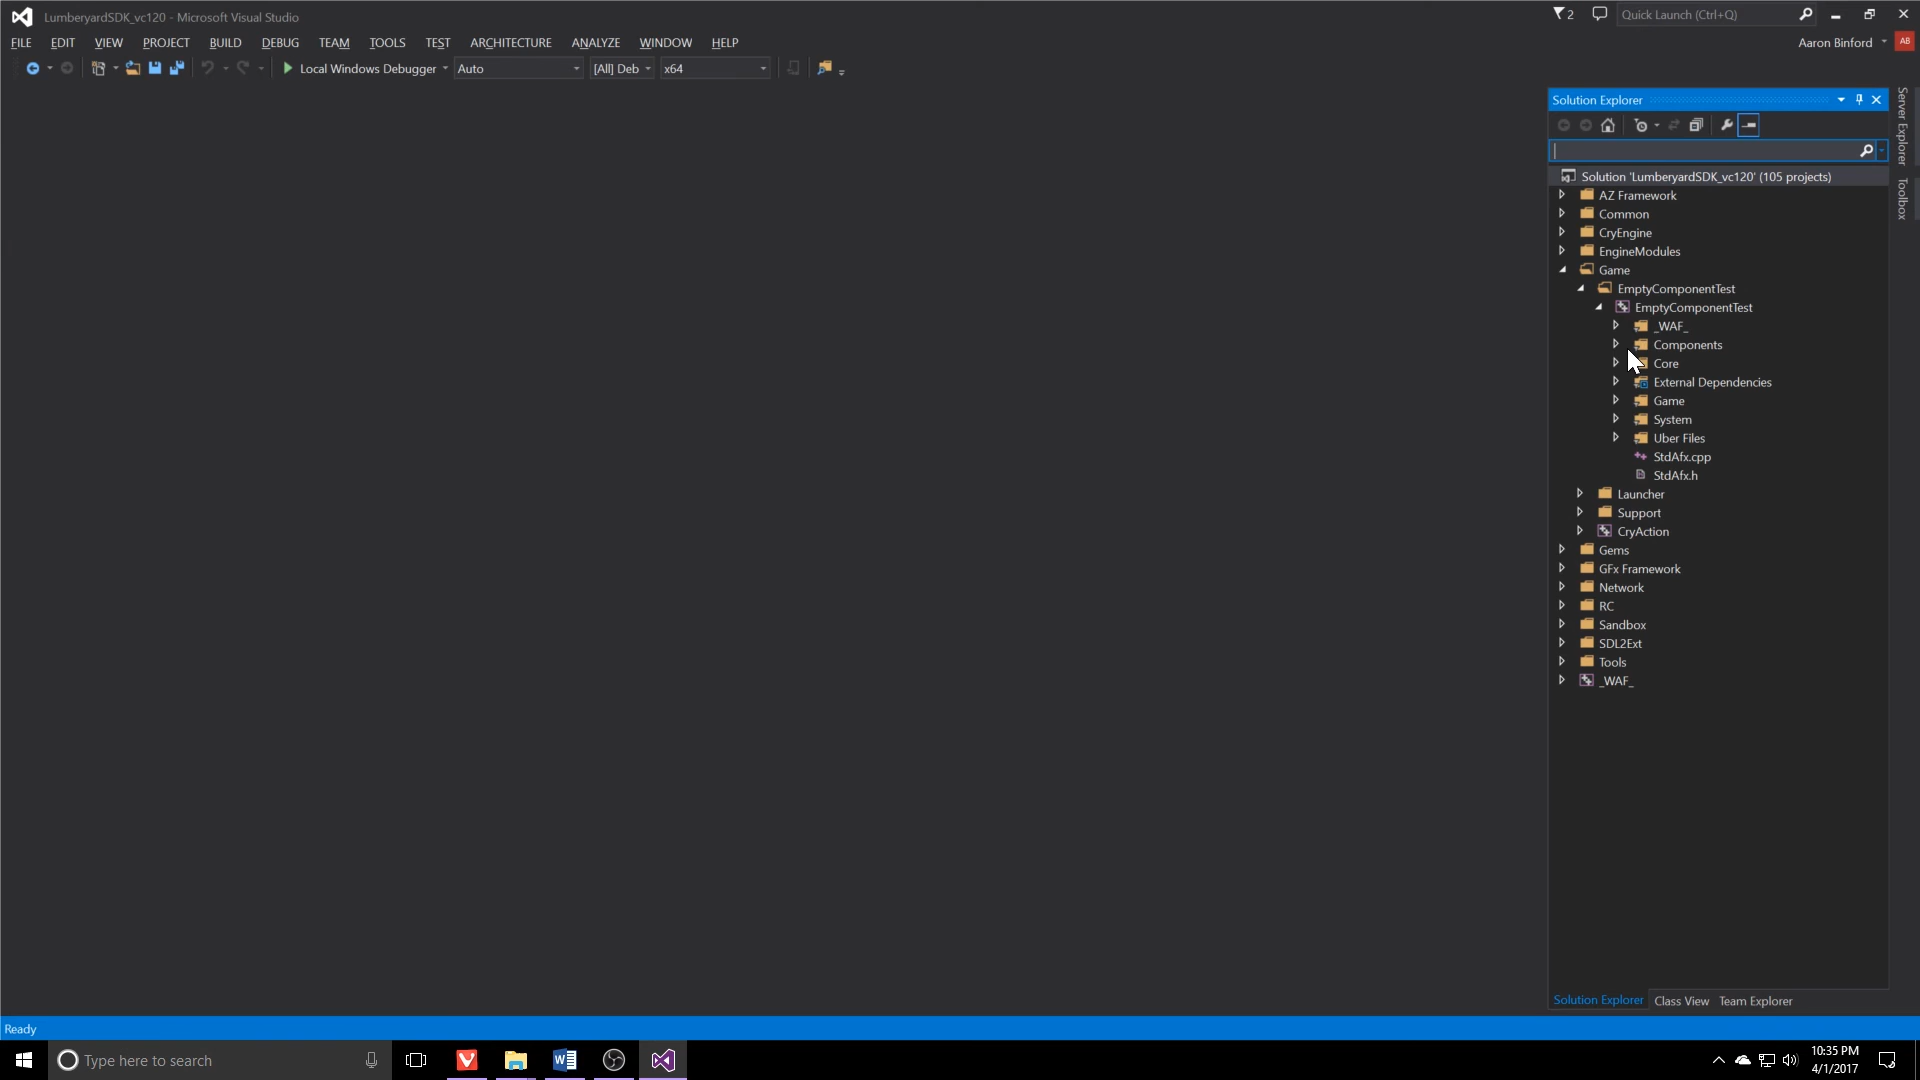 LumberyardSDK_vc120 - Microsoft Visual Studio
2
Quick Launch (Ctrl+Q)
FILE EDIT VIEW PROJECT BUILD DEBUG TEAM TOOLS TEST ARCHITECTURE ANALYZE WINDOW HELP
Aaron Binford AB
Local Windows Debugger Auto [All] Deb x64
Solution Explorer
Server Explorer
Toolbox
Solution 'LumberyardSDK_vc120' (105 projects)
AZ Framework
Common
CryEngine
EngineModules
Game
EmptyComponentTest
EmptyComponentTest
_WAF_
Components
Core
External Dependencies
Game
System
Uber Files
StdAfx.cpp
StdAfx.h
Launcher
Support
CryAction
Gems
GFx Framework
Network
RC
Sandbox
SDL2Ext
Tools
_WAF_
Solution Explorer Class View Team Explorer
Ready
Type here to search
10:35 PM
4/1/2017